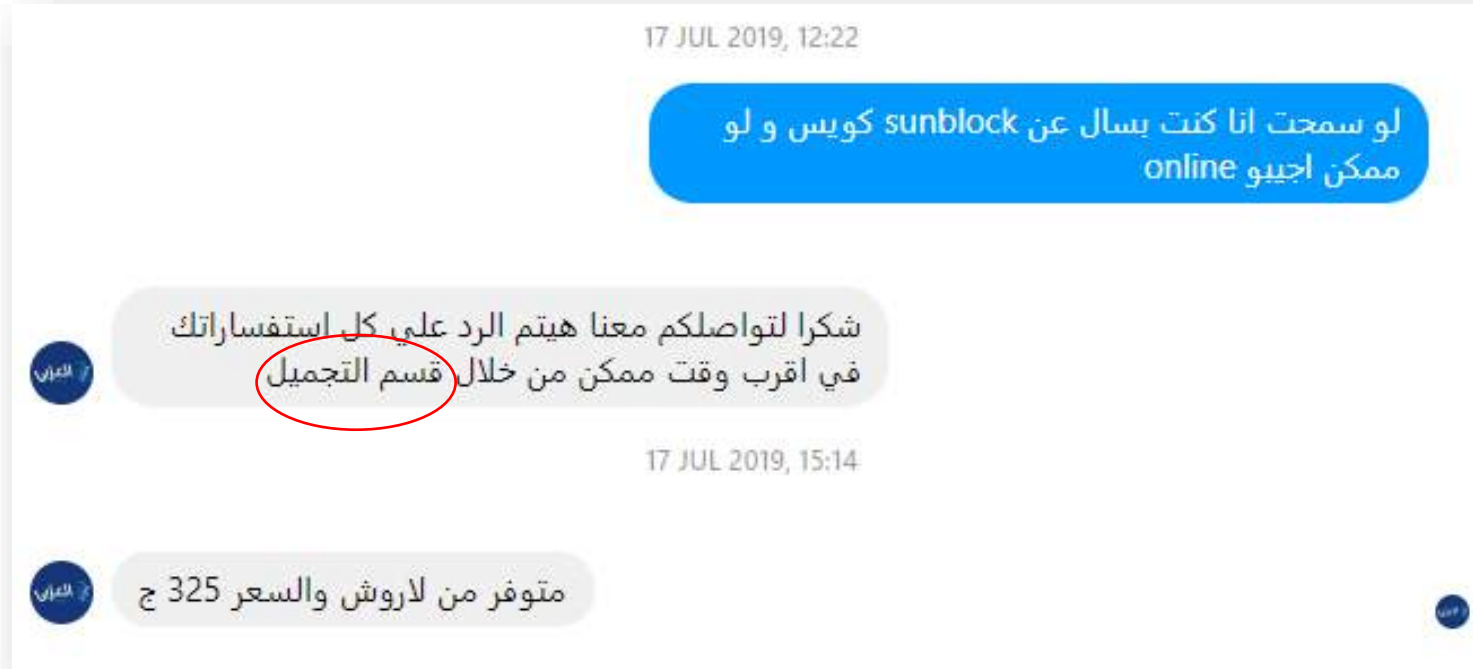 17 JUL 2019, 12:22
لو سمحت انا كنت بسال عن sunblock كويس و لو
ممكن اجيبو online
شكرا لتواصلكم معنا هيتم الرد علي كل استفساراتك
في اقرب وقت ممكن من خلال قسم التجميل
العزبي
17 JUL 2019, 15:14
متوفر من لاروش والسعر 325 ج
العزبي